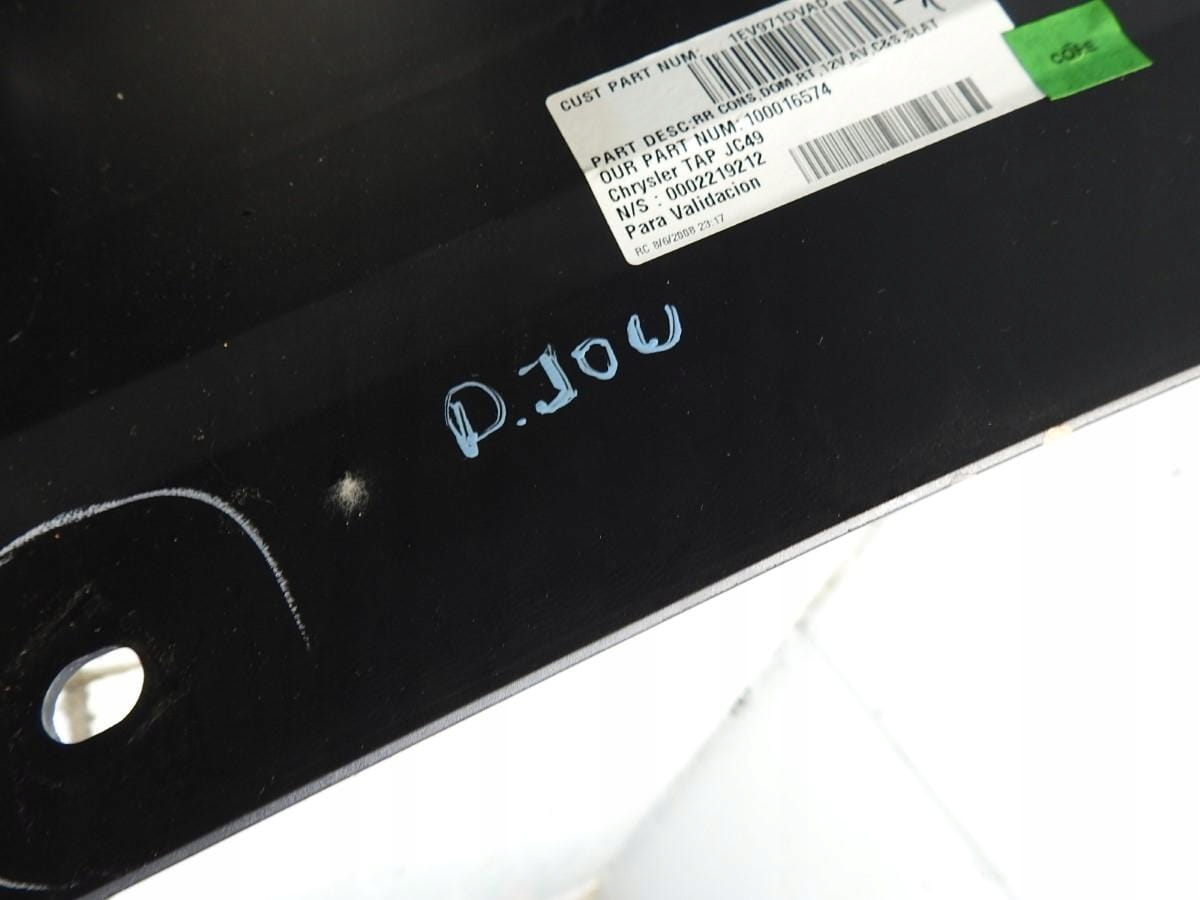 CUST PART NUM: 1EV971DVAD
PART DESC:RR CONS,DOM,RT,12V,AV,C&S,SLAT
OUR PART NUM: 100016574
Chrysler TAP JC49
N/S : 0002219212
Para Validacion
RC 8/6/2008 23:17
COPE
D.JOU